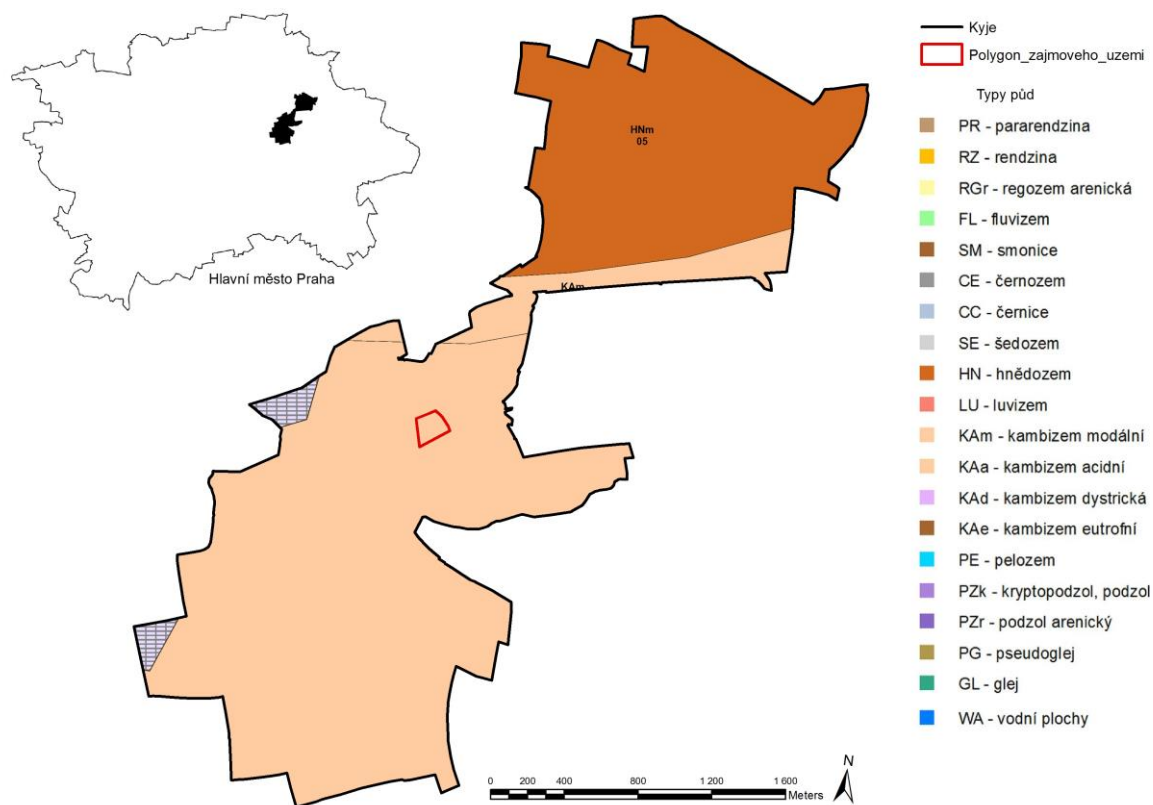 Hlavní město Praha
HNm
05
KAm
Kyje
Polygon_zajmoveho_uzemi
Typy půd
PR - pararendzina
RZ - rendzina
RGr - regozem arenická
FL - fluvizem
SM - smonice
CE - černozem
CC - černice
SE - šedozem
HN - hnědozem
LU - luvizem
KAm - kambizem modální
KAa - kambizem acidní
KAd - kambizem dystrická
KAe - kambizem eutrofní
PE - pelozem
PZk - kryptopodzol, podzol
PZr - podzol arenický
PG - pseudoglej
GL - glej
WA - vodní plochy
0 200 400 800 1 200 1 600
Meters
N